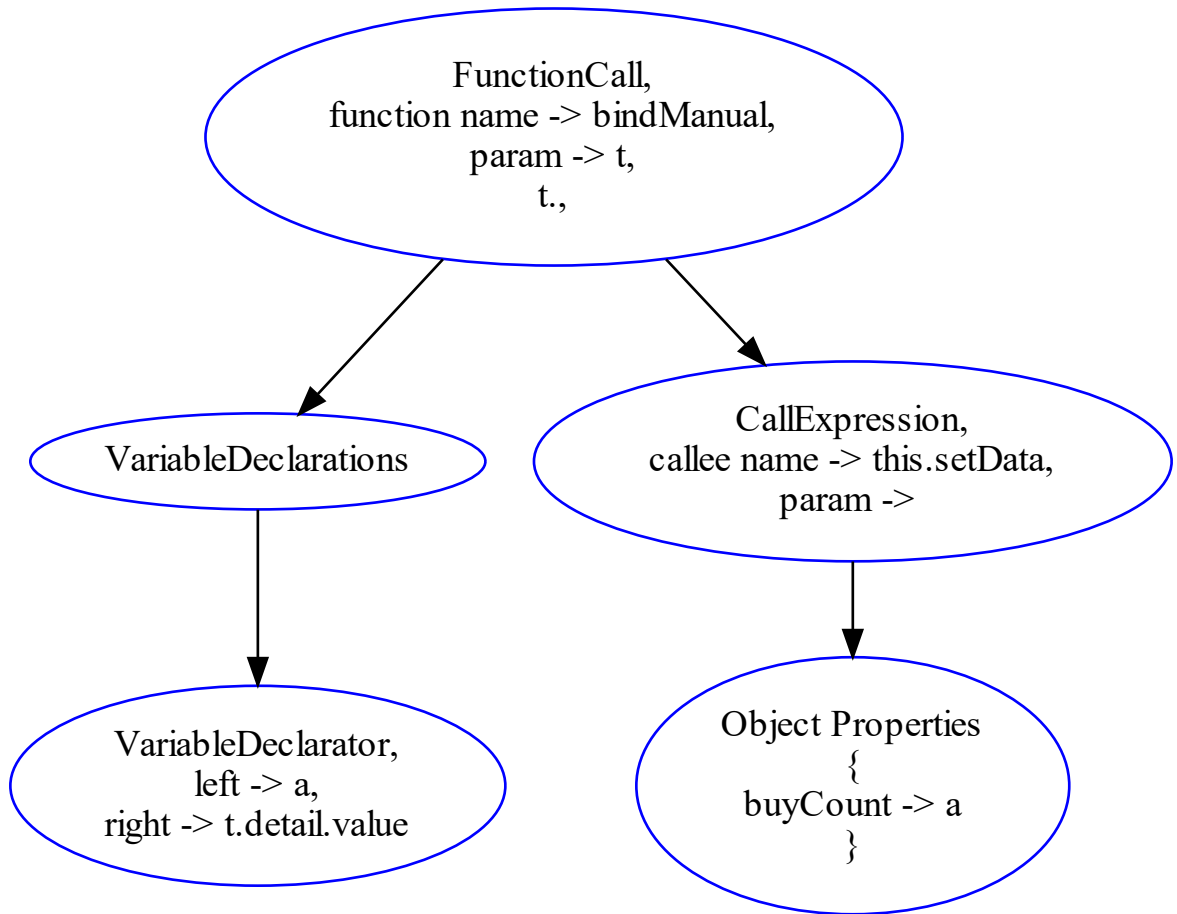 FunctionCall,
function name -> bindManual,
param -> t,
t.,
VariableDeclarations
CallExpression,
callee name -> this.setData,
param ->
VariableDeclarator,
left -> a,
right -> t.detail.value
Object Properties
{
buyCount -> a
}